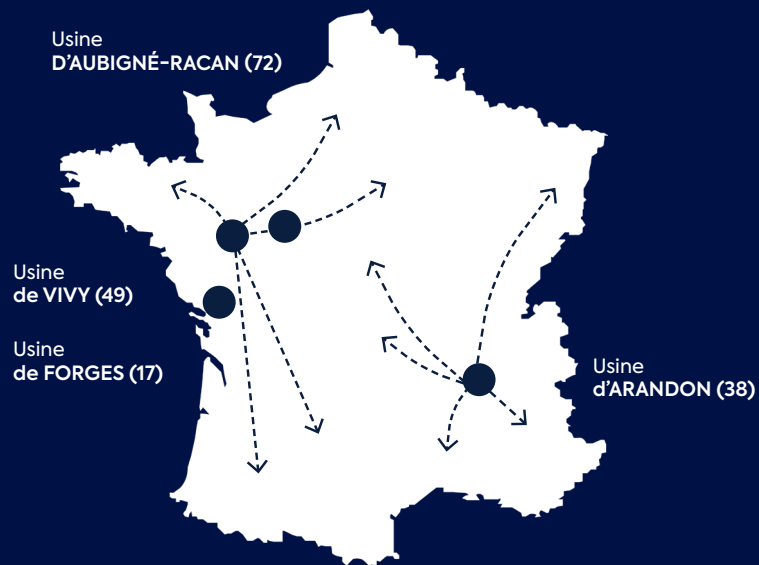 Usine
D'AUBIGNÉ-RACAN (72)
Usine
de VIVY (49)
Usine
de FORGES (17)
Usine
d'ARANDON (38)